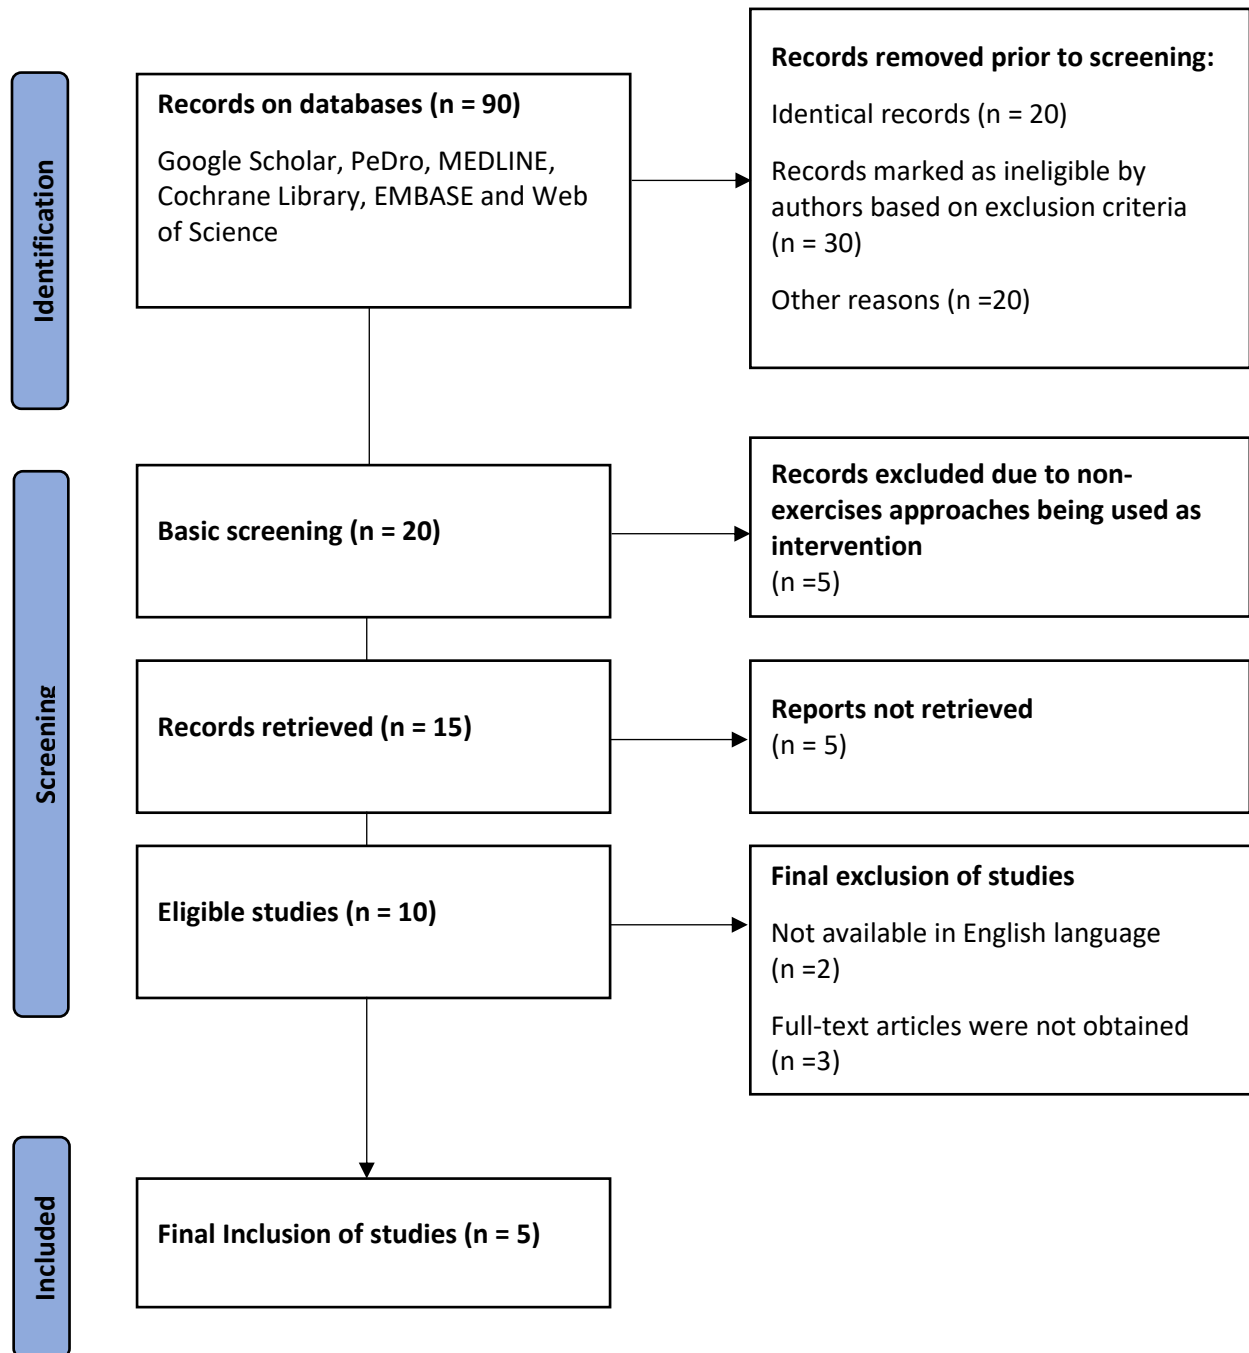 Identification
Records on databases (n = 90)
Google Scholar, PeDro, MEDLINE,
Cochrane Library, EMBASE and Web
of Science
Records removed prior to screening:
Identical records (n = 20)
Records marked as ineligible by
authors based on exclusion criteria
(n = 30)
Other reasons (n =20)
Screening
Basic screening (n = 20)
Records excluded due to non-
exercises approaches being used as
intervention
(n =5)
Records retrieved (n = 15)
Reports not retrieved
(n = 5)
Eligible studies (n = 10)
Final exclusion of studies
Not available in English language
(n =2)
Full-text articles were not obtained
(n =3)
Included
Final Inclusion of studies (n = 5)